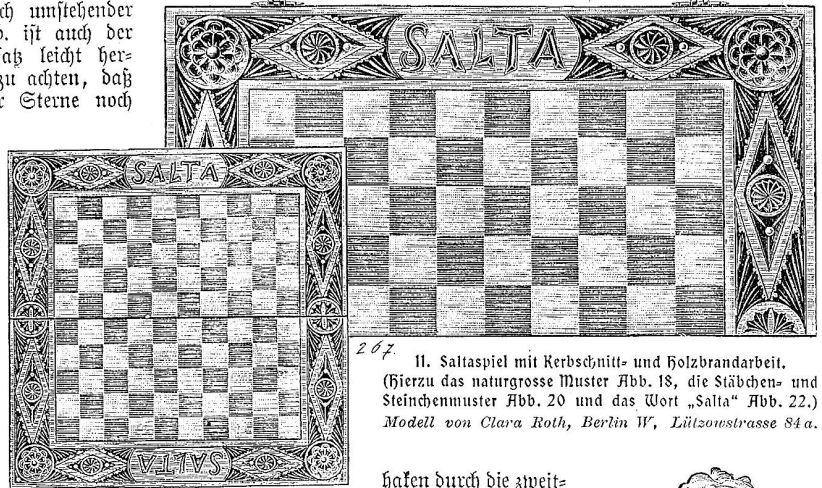 ch umstehender
b. ist auch der
satz leicht her=
zu achten, daß
r Sterne noch
SALTA
SALTA
SALTA
267.
11. Saltaspiel mit Kerbschnitt= und Holzbrandarbeit.
(Hierzu das naturgrosse Muster Abb. 18, die Stäbchen= und
Steinchenmuster Abb. 20 und das Wort „Salta“ Abb. 22.)
Modell von Clara Roth, Berlin W, Lützowstrasse 84 a.
haken durch die zweit=